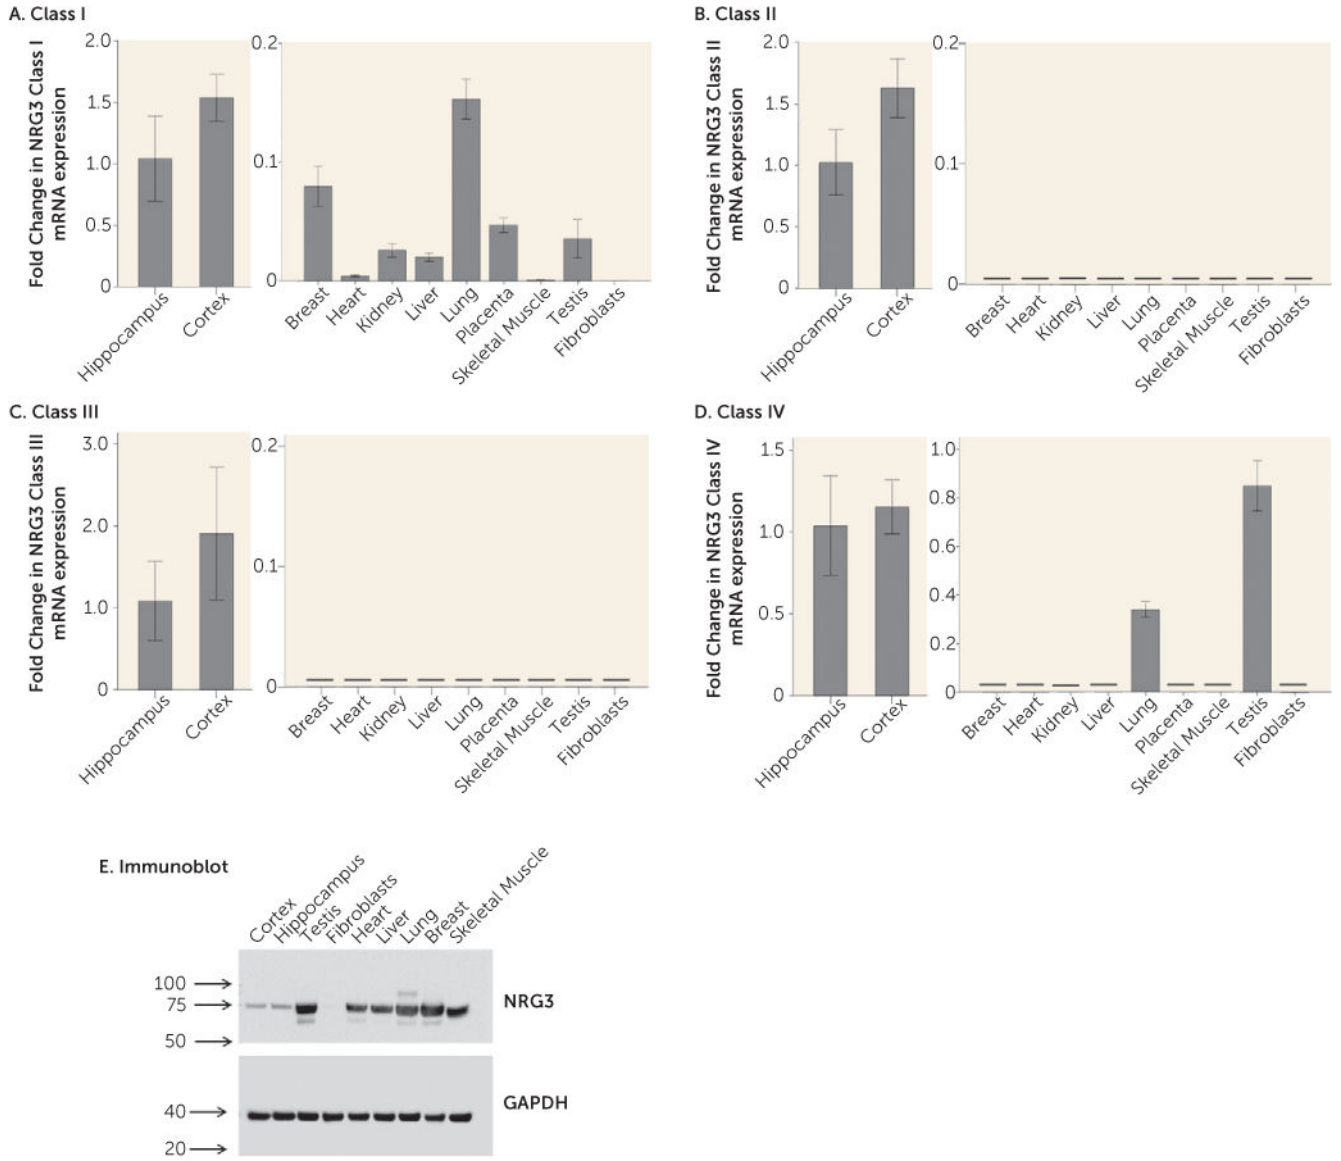 A. Class I
Fold Change in NRG3 Class I
mRNA expression
2.0
1.5
1.0
0.5
0
Hippocampus
Cortex
0.2
0.1
0
Breast
Heart
Kidney
Liver
Lung
Placenta
Skeletal Muscle
Testis
Fibroblasts
B. Class II
Fold Change in NRG3 Class II
mRNA expression
2.0
1.5
1.0
0.5
0
Hippocampus
Cortex
0.2
0.1
0
Breast
Heart
Kidney
Liver
Lung
Placenta
Skeletal Muscle
Testis
Fibroblasts
C. Class III
Fold Change in NRG3 Class III
mRNA expression
3.0
2.0
1.0
0
Hippocampus
Cortex
0.2
0.1
0
Breast
Heart
Kidney
Liver
Lung
Placenta
Skeletal Muscle
Testis
Fibroblasts
D. Class IV
Fold Change in NRG3 Class IV
mRNA expression
1.5
1.0
0.5
0
Hippocampus
Cortex
1.0
0.8
0.6
0.4
0.2
0
Breast
Heart
Kidney
Liver
Lung
Placenta
Skeletal Muscle
Testis
Fibroblasts
E. Immunoblot
Cortex
Hippocampus
Testis
Fibroblasts
Heart
Liver
Lung
Breast
Skeletal Muscle
100
75
50
NRG3
40
20
GAPDH